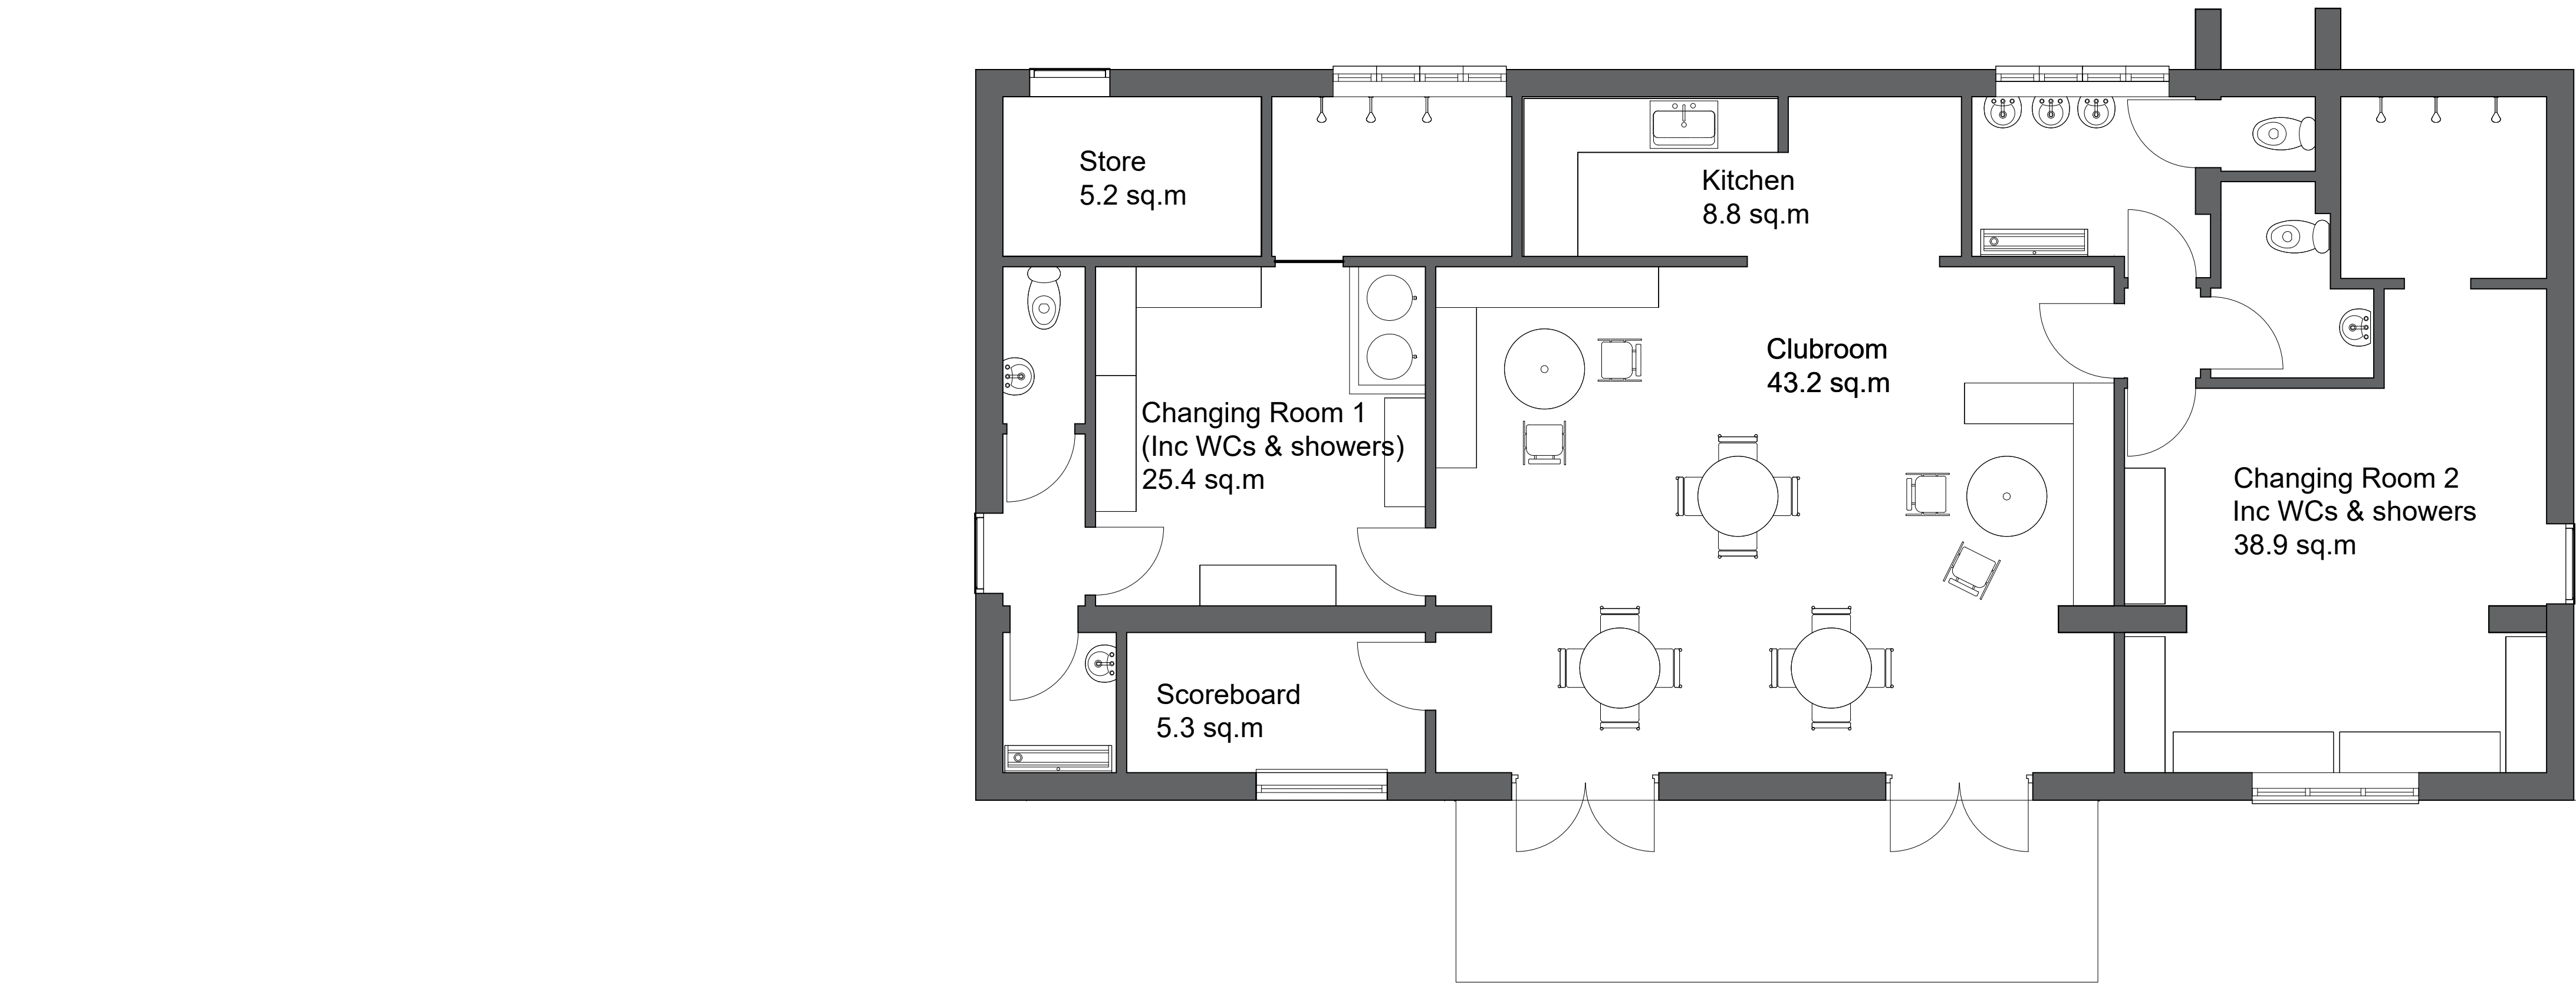 Store
5.2 sq.m
Kitchen
8.8 sq.m
Clubroom
43.2 sq.m
Changing Room 1
(Inc WCs & showers)
25.4 sq.m
Changing Room 2
Inc WCs & showers
38.9 sq.m
Scoreboard
5.3 sq.m